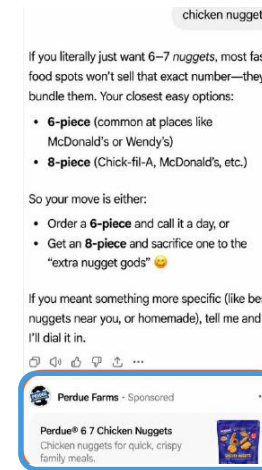 chicken nugget
If you literally just want 6–7 nuggets, most fas
food spots won't sell that exact number—they
bundle them. Your closest easy options:
• 6-piece (common at places like
McDonald's or Wendy's)
• 8-piece (Chick-fil-A, McDonald's, etc.)
So your move is either:
• Order a 6-piece and call it a day, or
• Get an 8-piece and sacrifice one to the
"extra nugget gods" 😄
If you meant something more specific (like be
nuggets near you, or homemade), tell me and
I'll dial it in.
Perdue Farms · Sponsored
Perdue® 6 7 Chicken Nuggets
Chicken nuggets for quick, crispy
family meals.